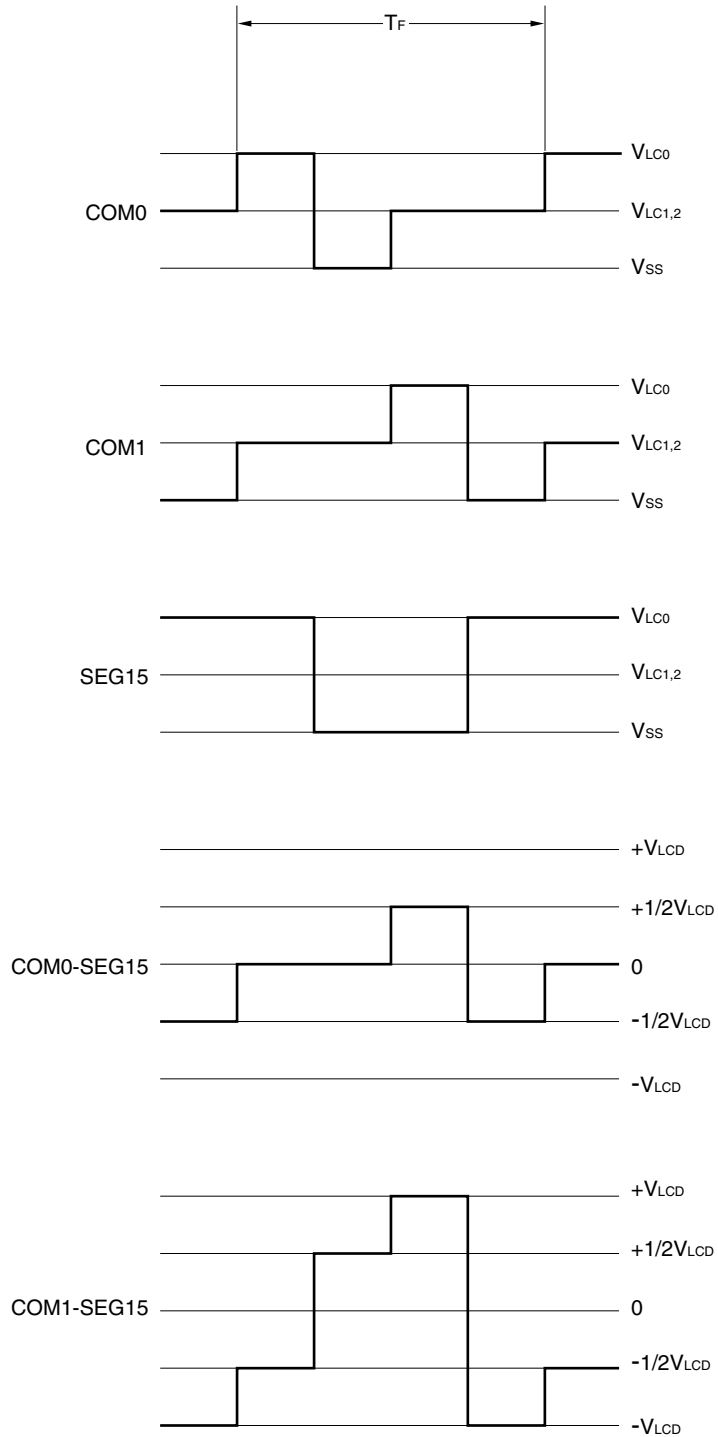 TF
COM0
VLC0
VLC1,2
VSS
COM1
VLC0
VLC1,2
VSS
SEG15
VLC0
VLC1,2
VSS
COM0-SEG15
+VLCD
+1/2VLCD
0
-1/2VLCD
-VLCD
COM1-SEG15
+VLCD
+1/2VLCD
0
-1/2VLCD
-VLCD